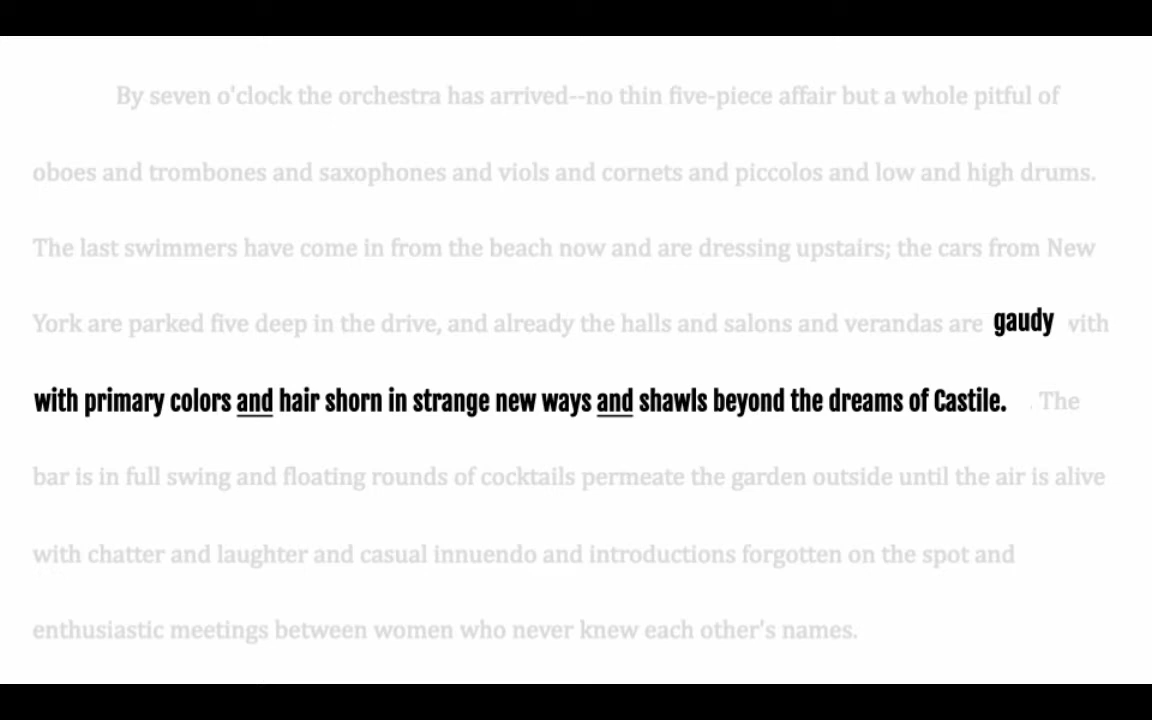 By seven o'clock the orchestra has arrived--no thin five-piece affair but a whole pitful of
oboes and trombones and saxophones and viols and cornets and piccolos and low and high drums.
The last swimmers have come in from the beach now and are dressing upstairs; the cars from New
York are parked five deep in the drive, and already the halls and salons and verandas are gaudy vith
with primary colors and hair shorn in strange new ways and shawls beyond the dreams of Castile. . The
bar is in full swing and floating rounds of cocktails permeate the garden outside until the air is alive
with chatter and laughter and casual innuendo and introductions forgotten on the spot and
enthusiastic meetings between women who never knew each other's names.